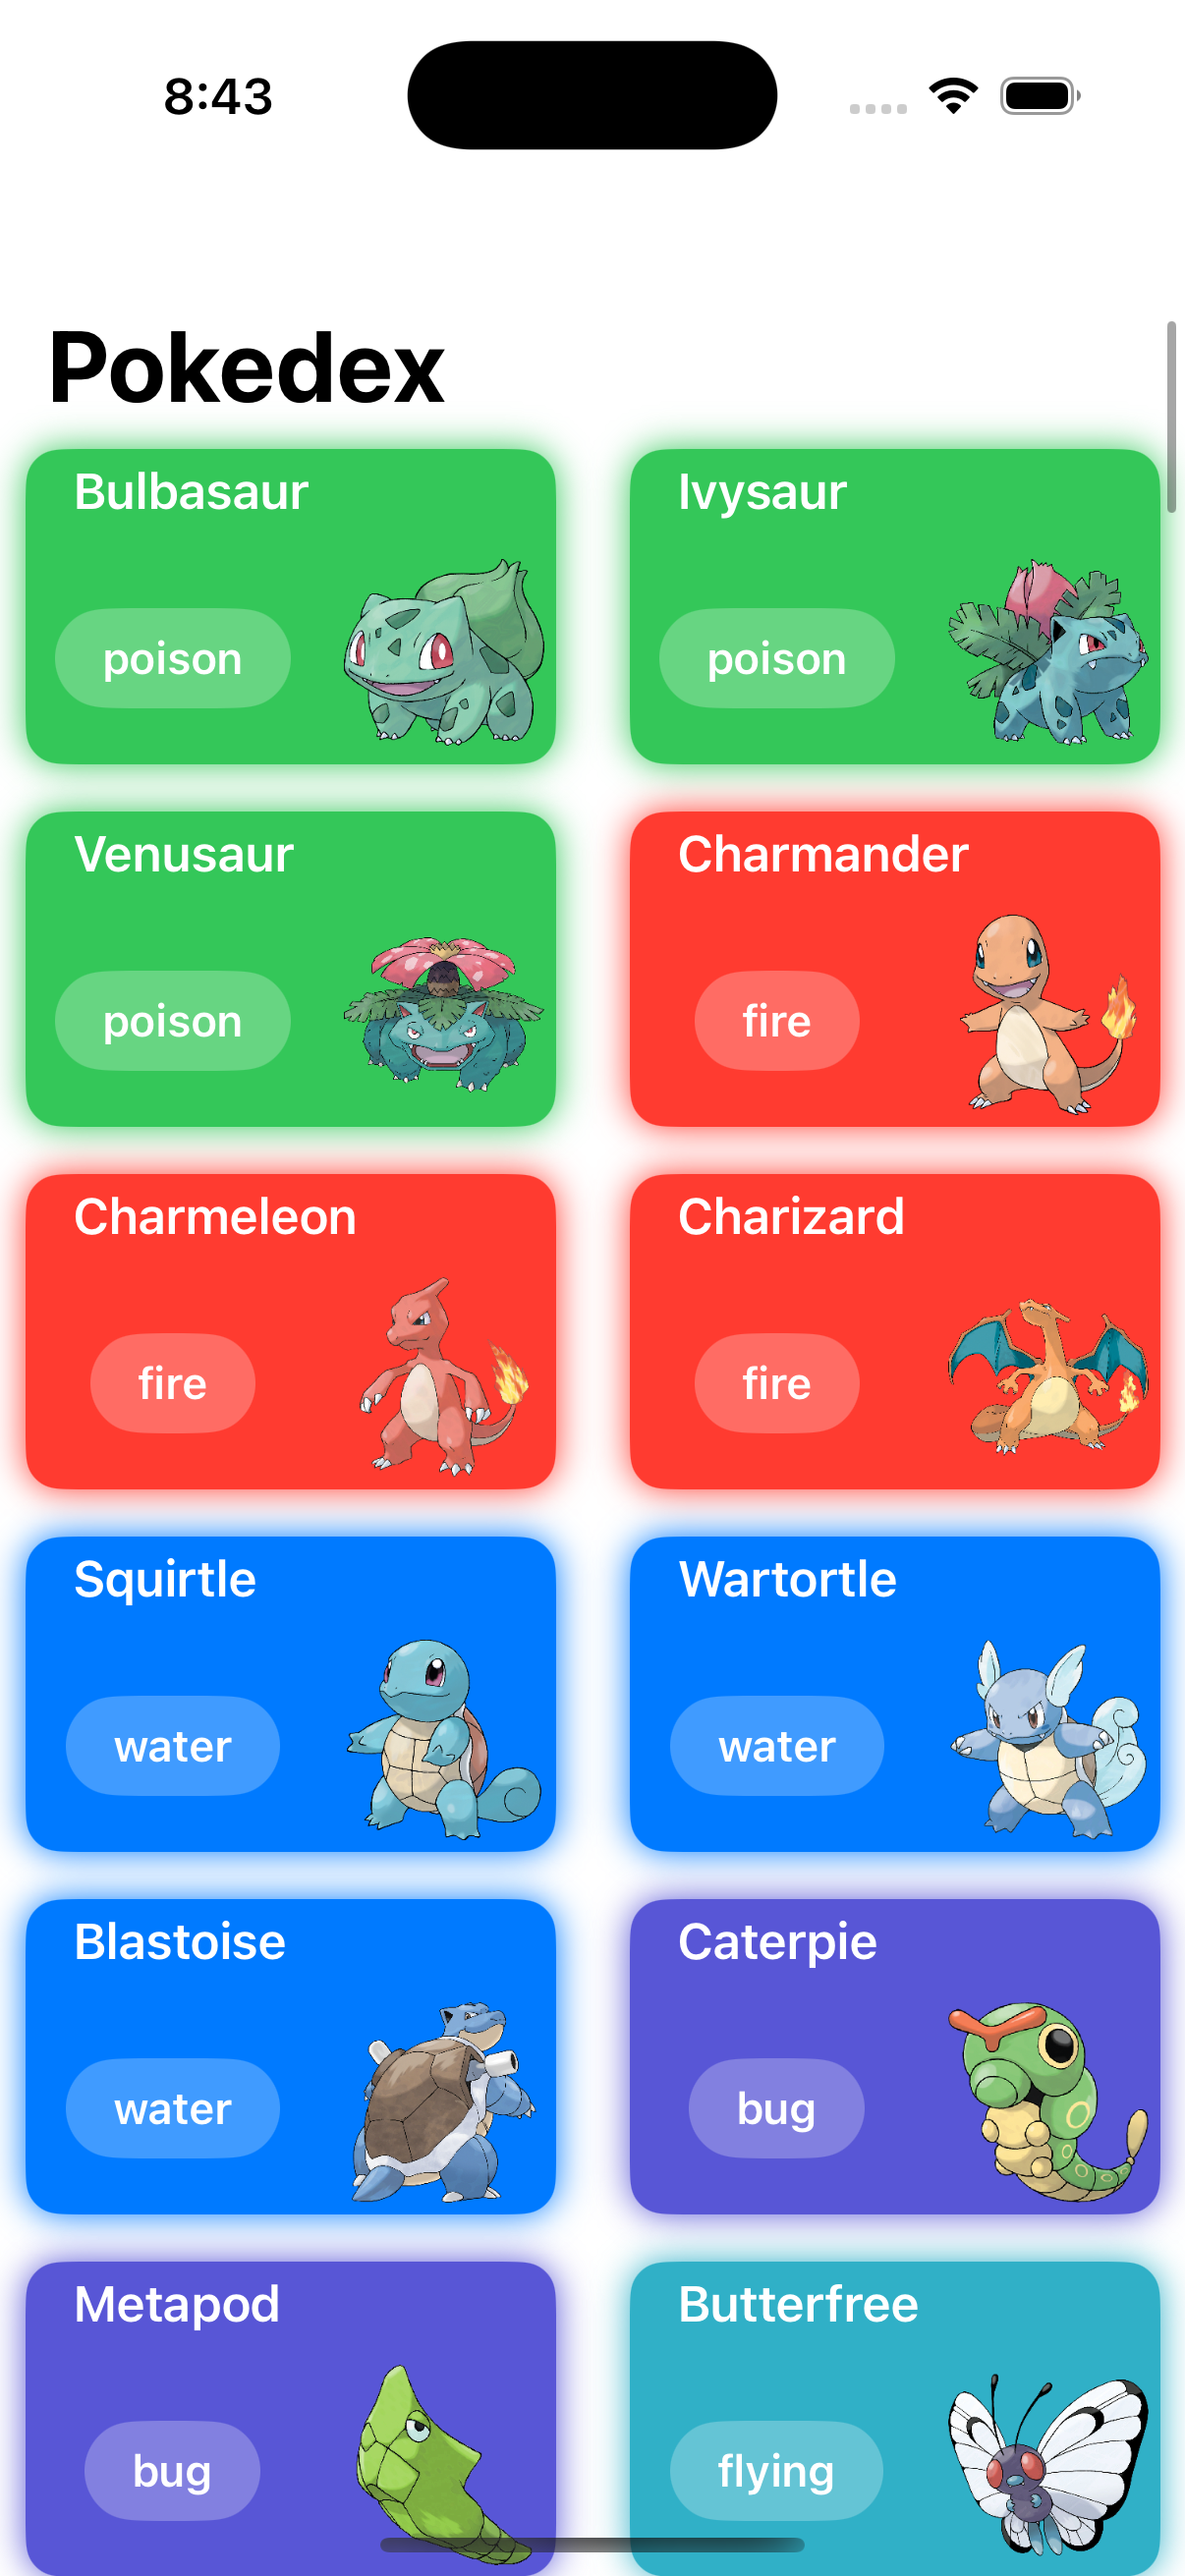 8:43
Pokedex
Bulbasaur
poison
Ivysaur
poison
Venusaur
poison
Charmander
fire
Charmeleon
fire
Charizard
fire
Squirtle
water
Wartortle
water
Blastoise
water
Caterpie
bug
Metapod
bug
Butterfree
flying